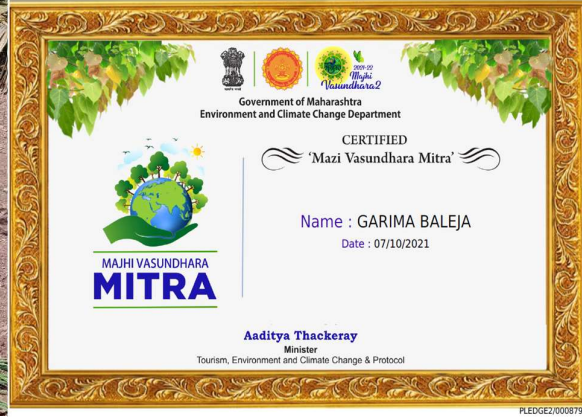 2021-22
Majhi
Vasundhara2
Government of Maharashtra
Environment and Climate Change Department
CERTIFIED
'Mazi Vasundhara Mitra'
Name : GARIMA BALEJA
Date : 07/10/2021
MAJHI VASUNDHARA
MITRA
Aaditya Thackeray
Minister
Tourism, Environment and Climate Change & Protocol
PLEDGE2/000879